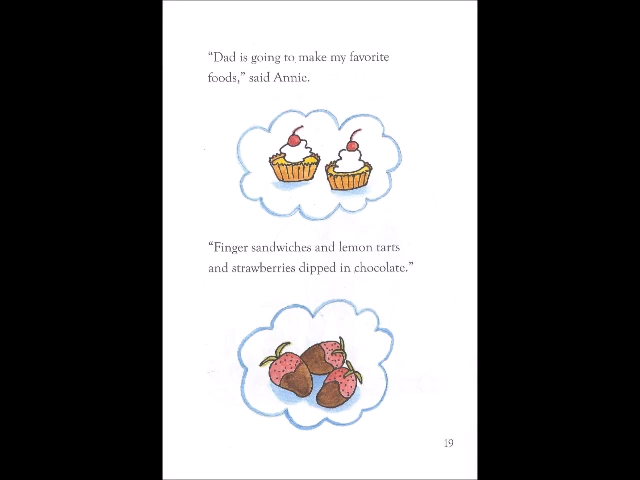 “Dad is going to make my favorite
foods,” said Annie.
“Finger sandwiches and lemon tarts
and strawberries dipped in chocolate.”
19